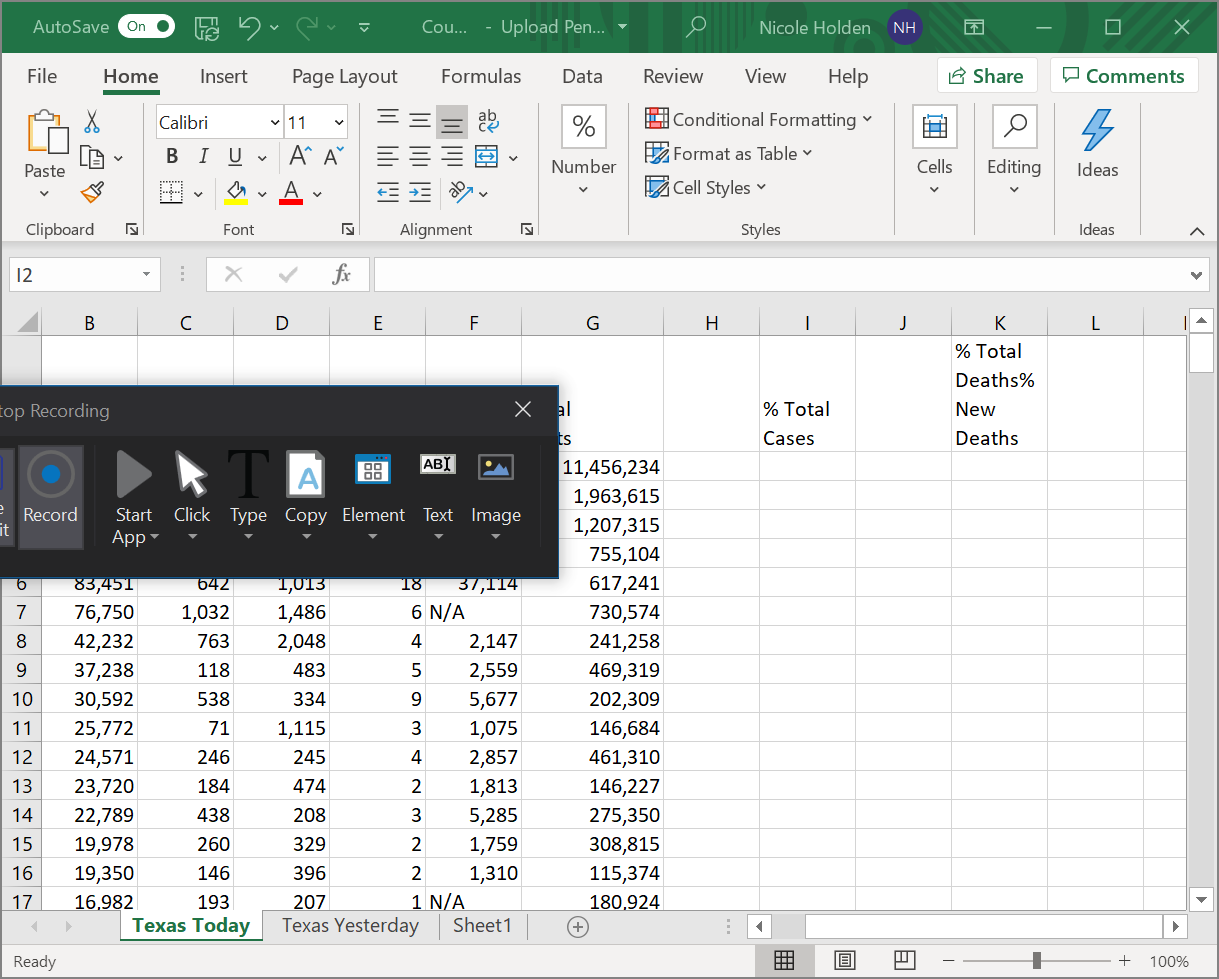 AutoSave On Cou... - Upload Pen... Nicole Holden NH
File Home Insert Page Layout Formulas Data Review View Help Share Comments
Calibri 11 ab c % Conditional Formatting
Paste B I U A A Number Format as Table Cells Editing Ideas
A ab Cell Styles
Clipboard Font Alignment Styles Ideas
I2 fx
B C D E F G H I J K L
% Total
Deaths%
% Total New
Cases Deaths
top Recording
11,456,234
1,963,615
1,207,315
755,104
Record Start App Click Type Copy Element Text Image
ABI
6 83,451 642 1,013 18 37,114 617,241
7 76,750 1,032 1,486 6 N/A 730,574
8 42,232 763 2,048 4 2,147 241,258
9 37,238 118 483 5 2,559 469,319
10 30,592 538 334 9 5,677 202,309
11 25,772 71 1,115 3 1,075 146,684
12 24,571 246 245 4 2,857 461,310
13 23,720 184 474 2 1,813 146,227
14 22,789 438 208 3 5,285 275,350
15 19,978 260 329 2 1,759 308,815
16 19,350 146 396 2 1,310 115,374
17 16,982 193 207 1 N/A 180,924
Texas Today Texas Yesterday Sheet1
Ready 100%